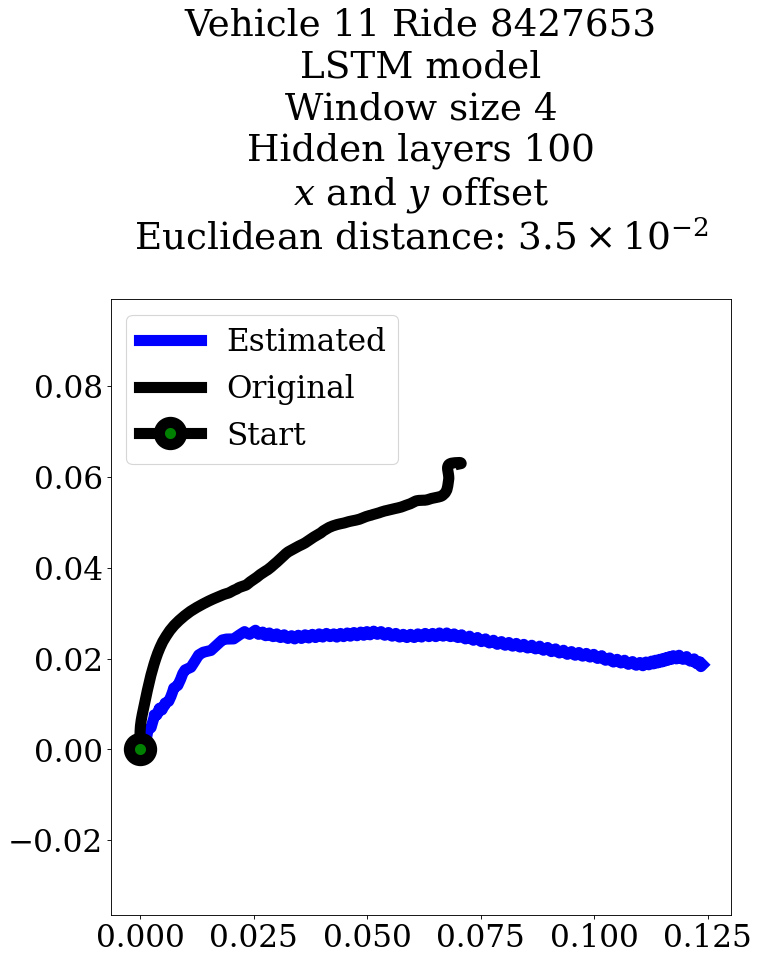 Vehicle 11 Ride 8427653
LSTM model
Window size 4
Hidden layers 100
x and y offset
Euclidean distance: 3.5 × 10⁻²
Estimated
Original
Start
0.08
0.06
0.04
0.02
0.00
−0.02
0.000 0.025 0.050 0.075 0.100 0.125